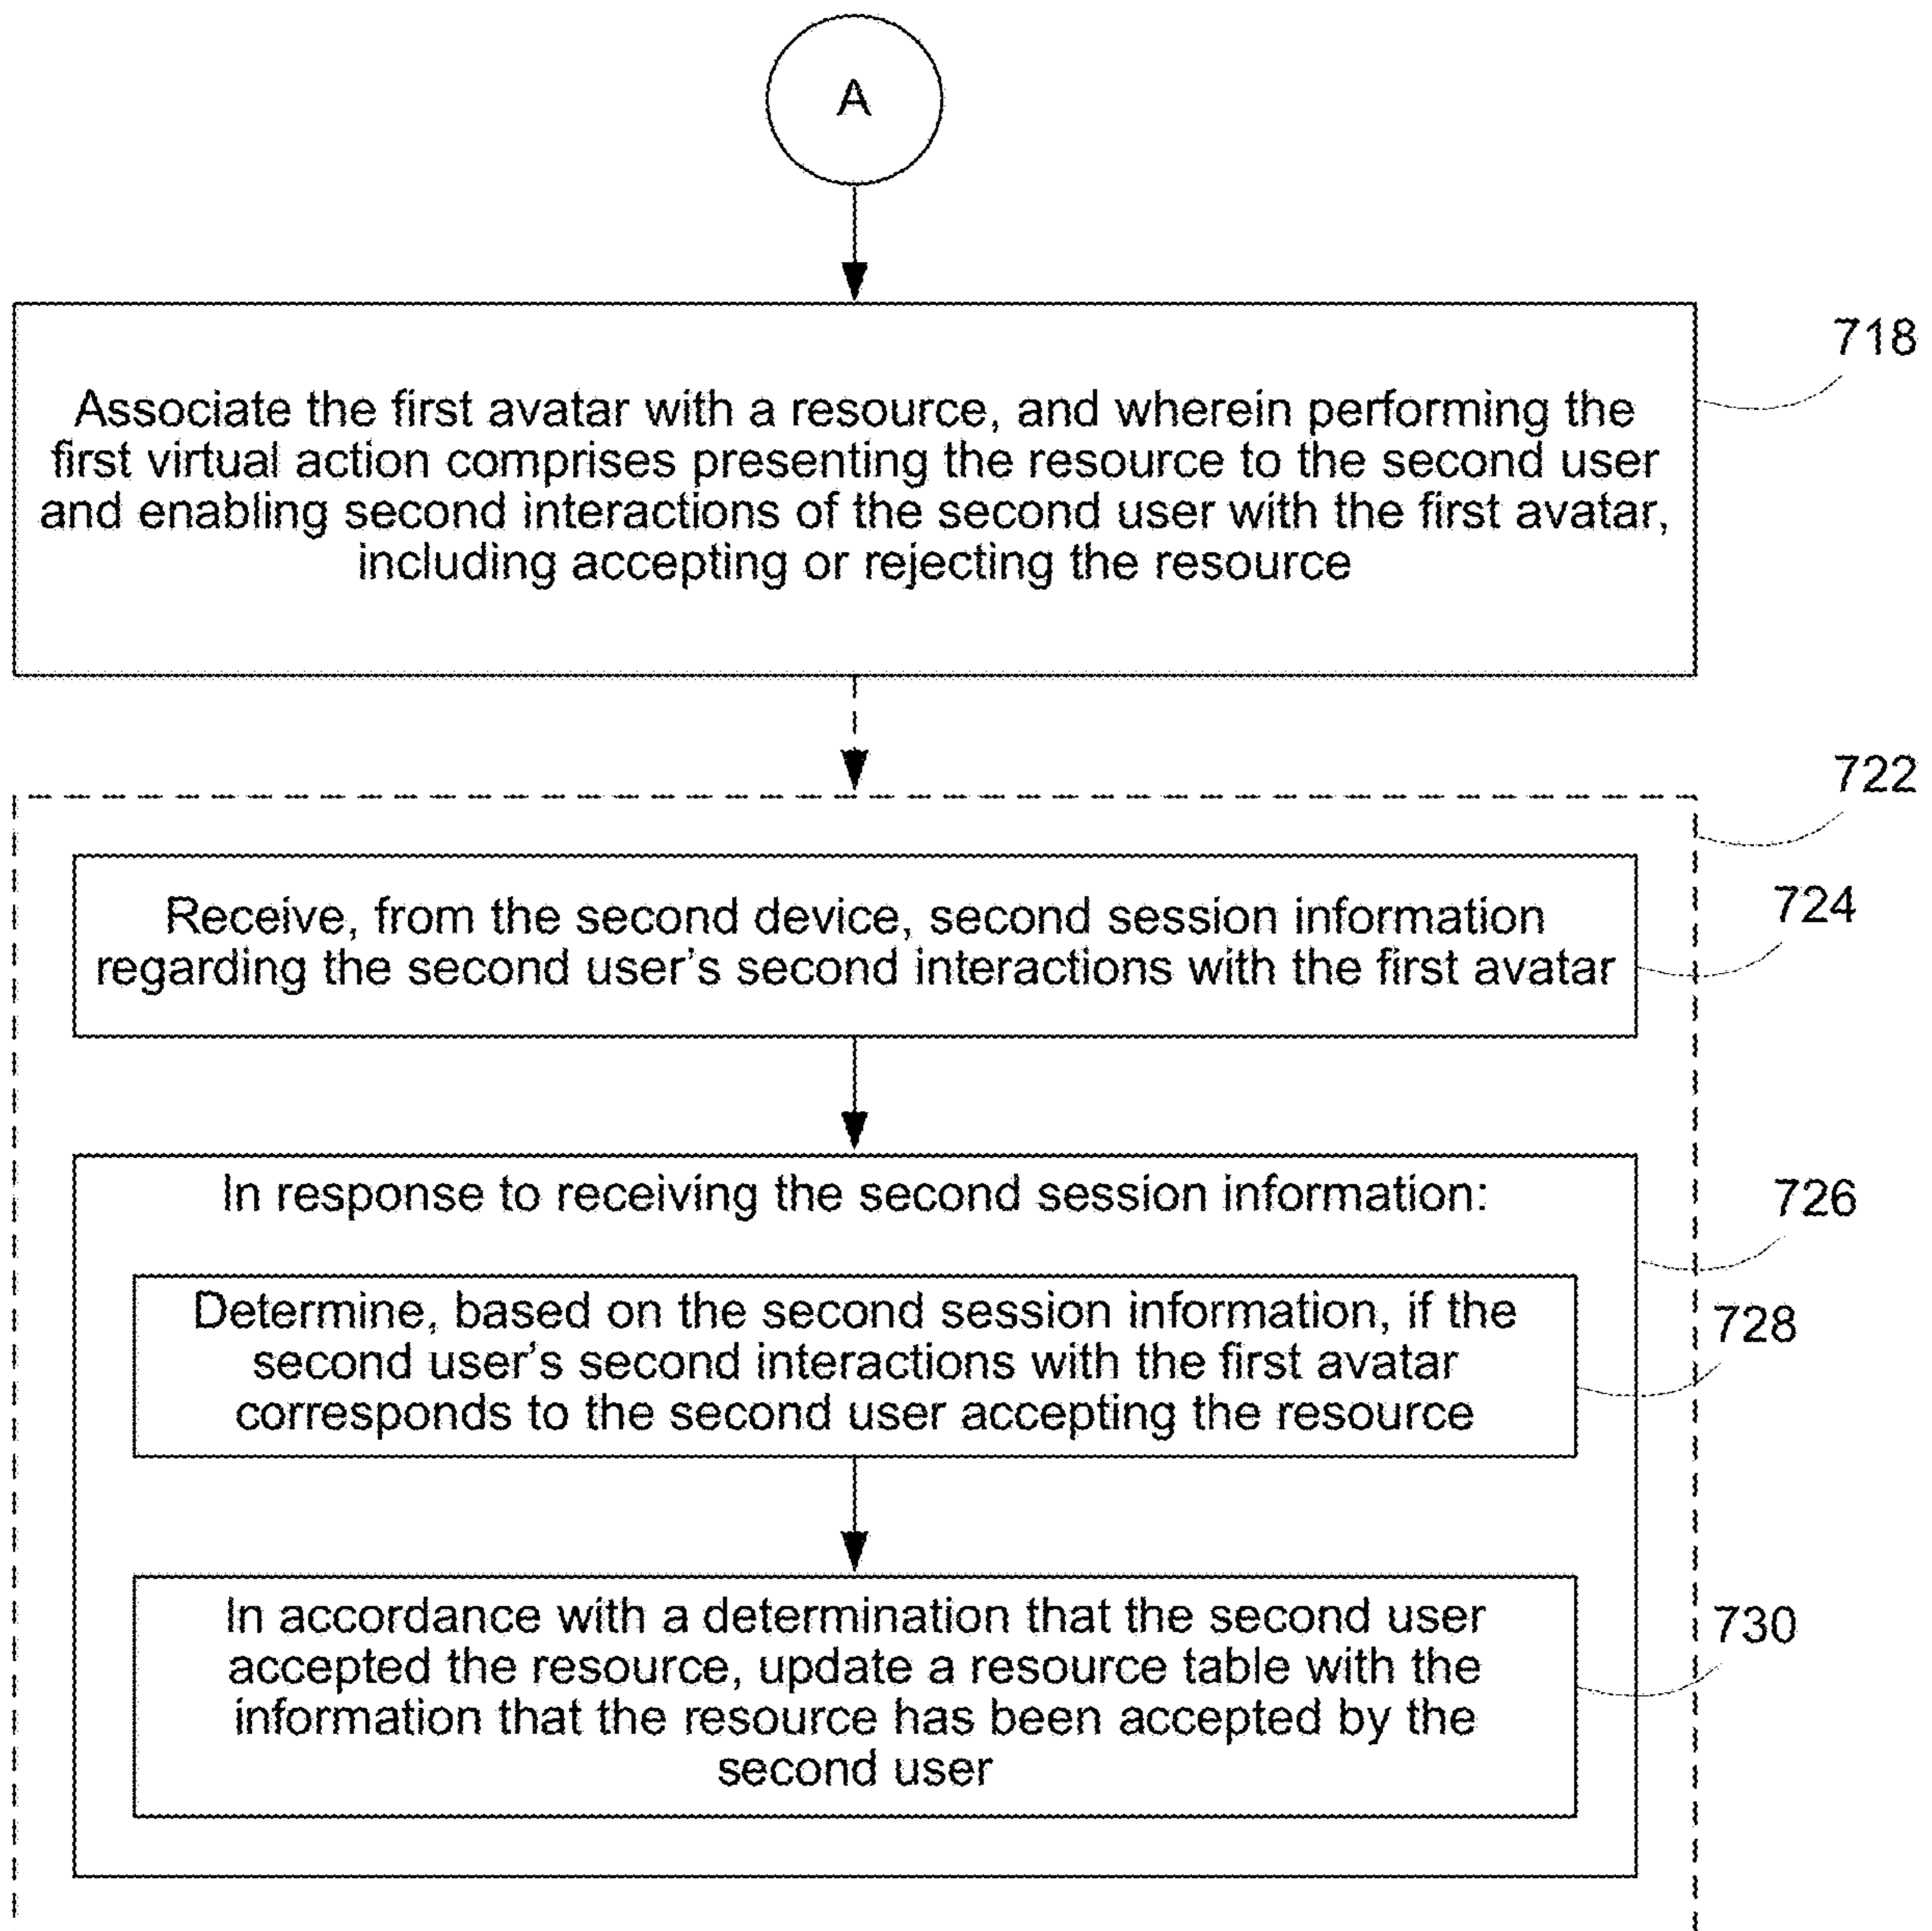 A
718
Associate the first avatar with a resource, and wherein performing the
first virtual action comprises presenting the resource to the second user
and enabling second interactions of the second user with the first avatar,
including accepting or rejecting the resource
722
724
Receive, from the second device, second session information
regarding the second user's second interactions with the first avatar
726
In response to receiving the second session information:
728
Determine, based on the second session information, if the
second user's second interactions with the first avatar
corresponds to the second user accepting the resource
730
In accordance with a determination that the second user
accepted the resource, update a resource table with the
information that the resource has been accepted by the
second user